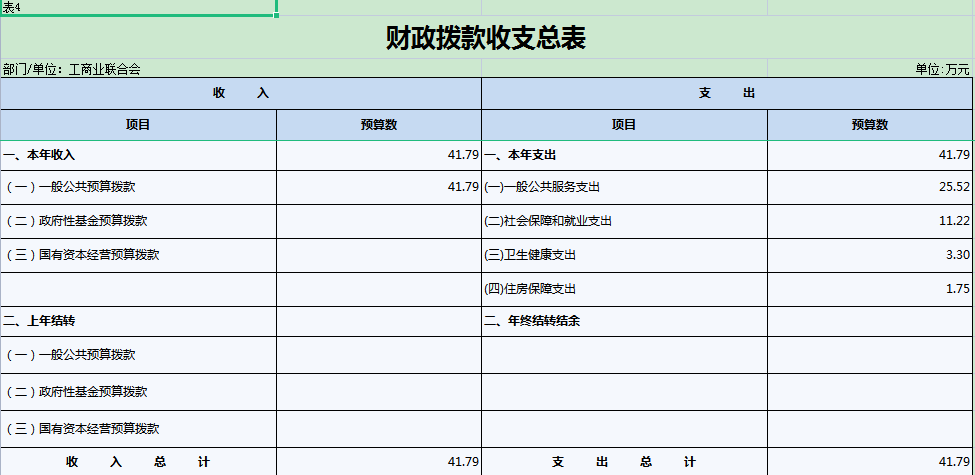 表4
财政拨款收支总表
部门/单位：工商业联合会 单位:万元
收 入 支 出
项目 预算数 项目 预算数
一、本年收入 41.79 一、本年支出 41.79
（一）一般公共预算拨款 41.79 (一)一般公共服务支出 25.52
（二）政府性基金预算拨款 (二)社会保障和就业支出 11.22
（三）国有资本经营预算拨款 (三)卫生健康支出 3.30
(四)住房保障支出 1.75
二、上年结转 二、年终结转结余
（一）一般公共预算拨款
（二）政府性基金预算拨款
（三）国有资本经营预算拨款
收 入 总 计 41.79 支 出 总 计 41.79